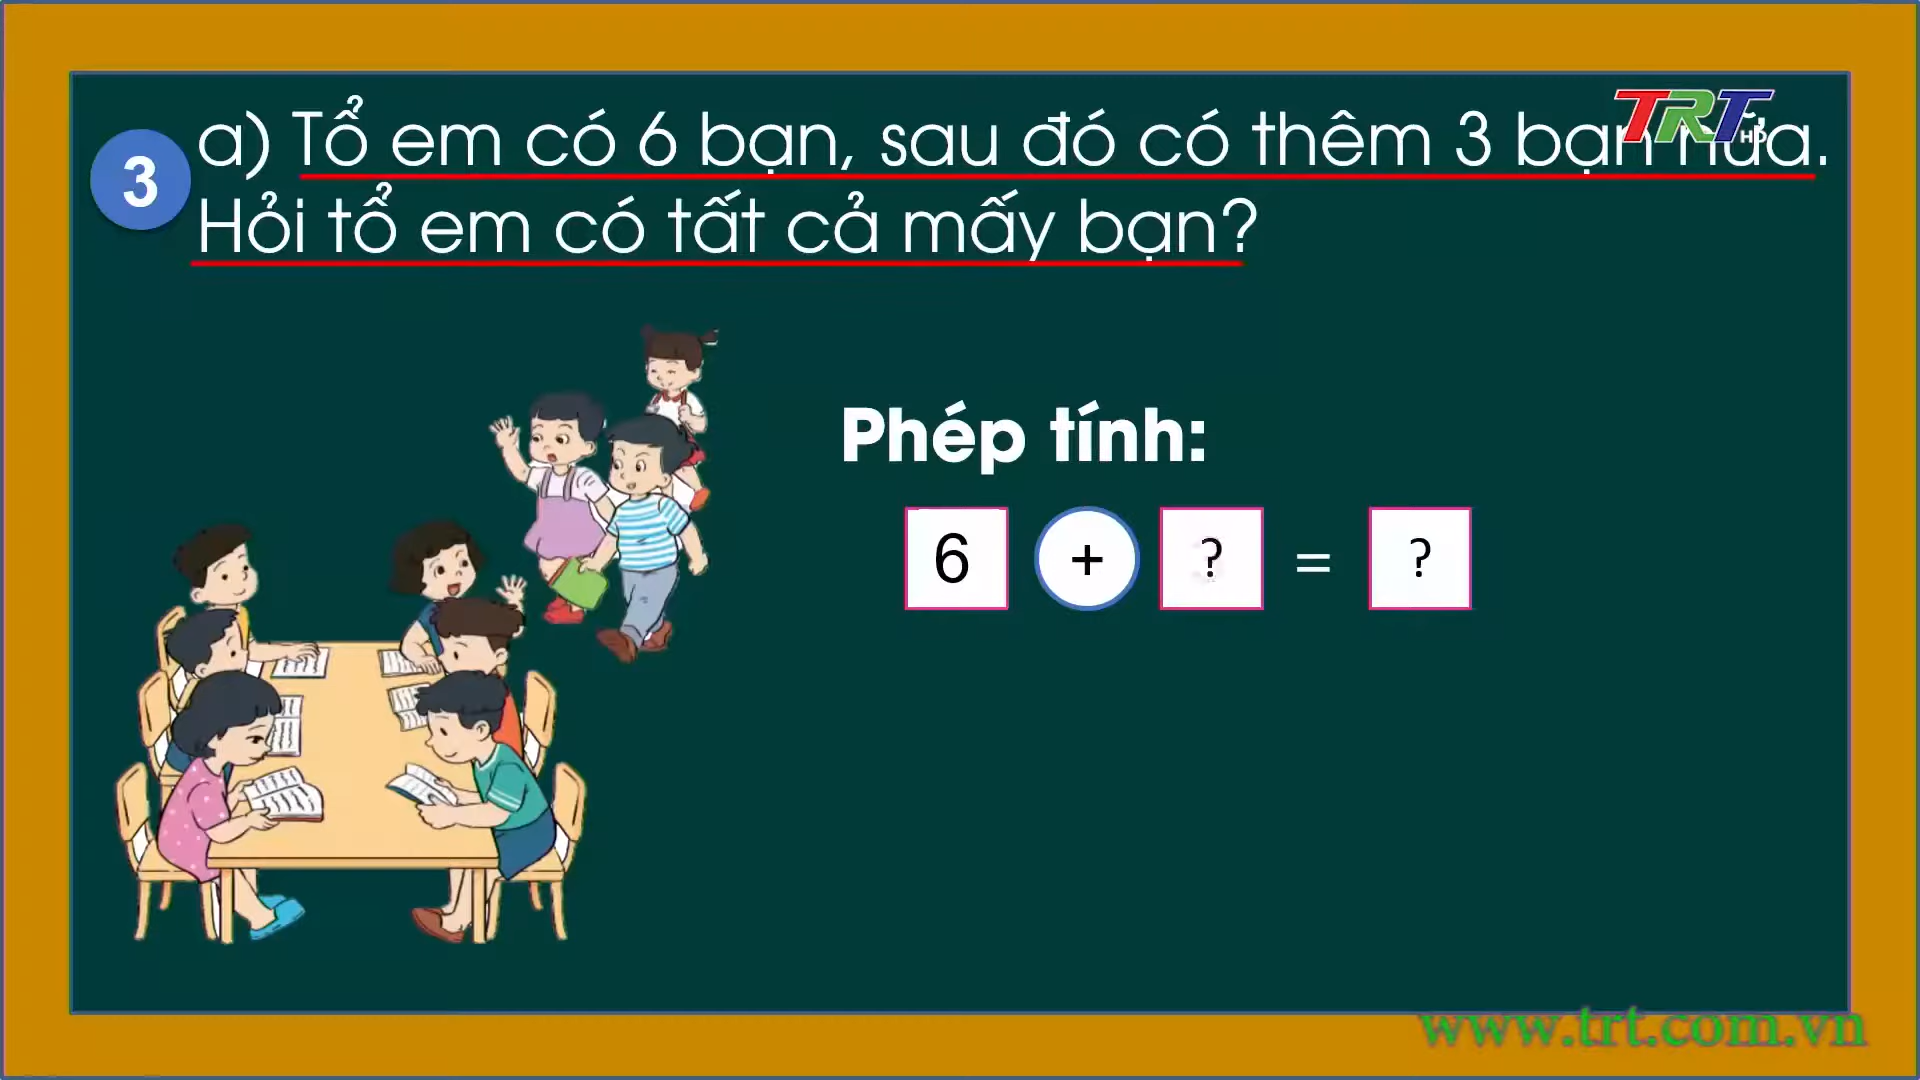 TRT
HD
3
a) Tổ em có 6 bạn, sau đó có thêm 3 bạn nữa.
Hỏi tổ em có tất cả mấy bạn?
Phép tính:
6 + ? = ?
www.trt.com.vn